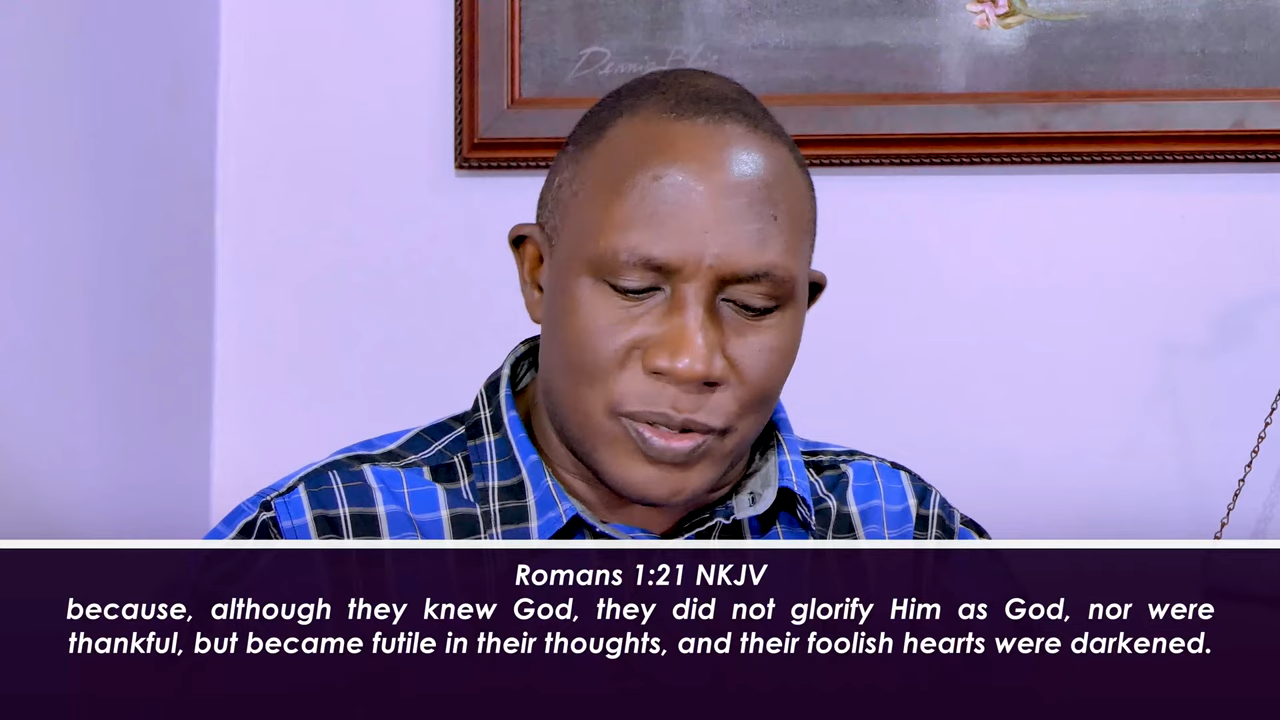 Dennis
Romans 1:21 NKJV
because, although they knew God, they did not glorify Him as God, nor were
thankful, but became futile in their thoughts, and their foolish hearts were darkened.